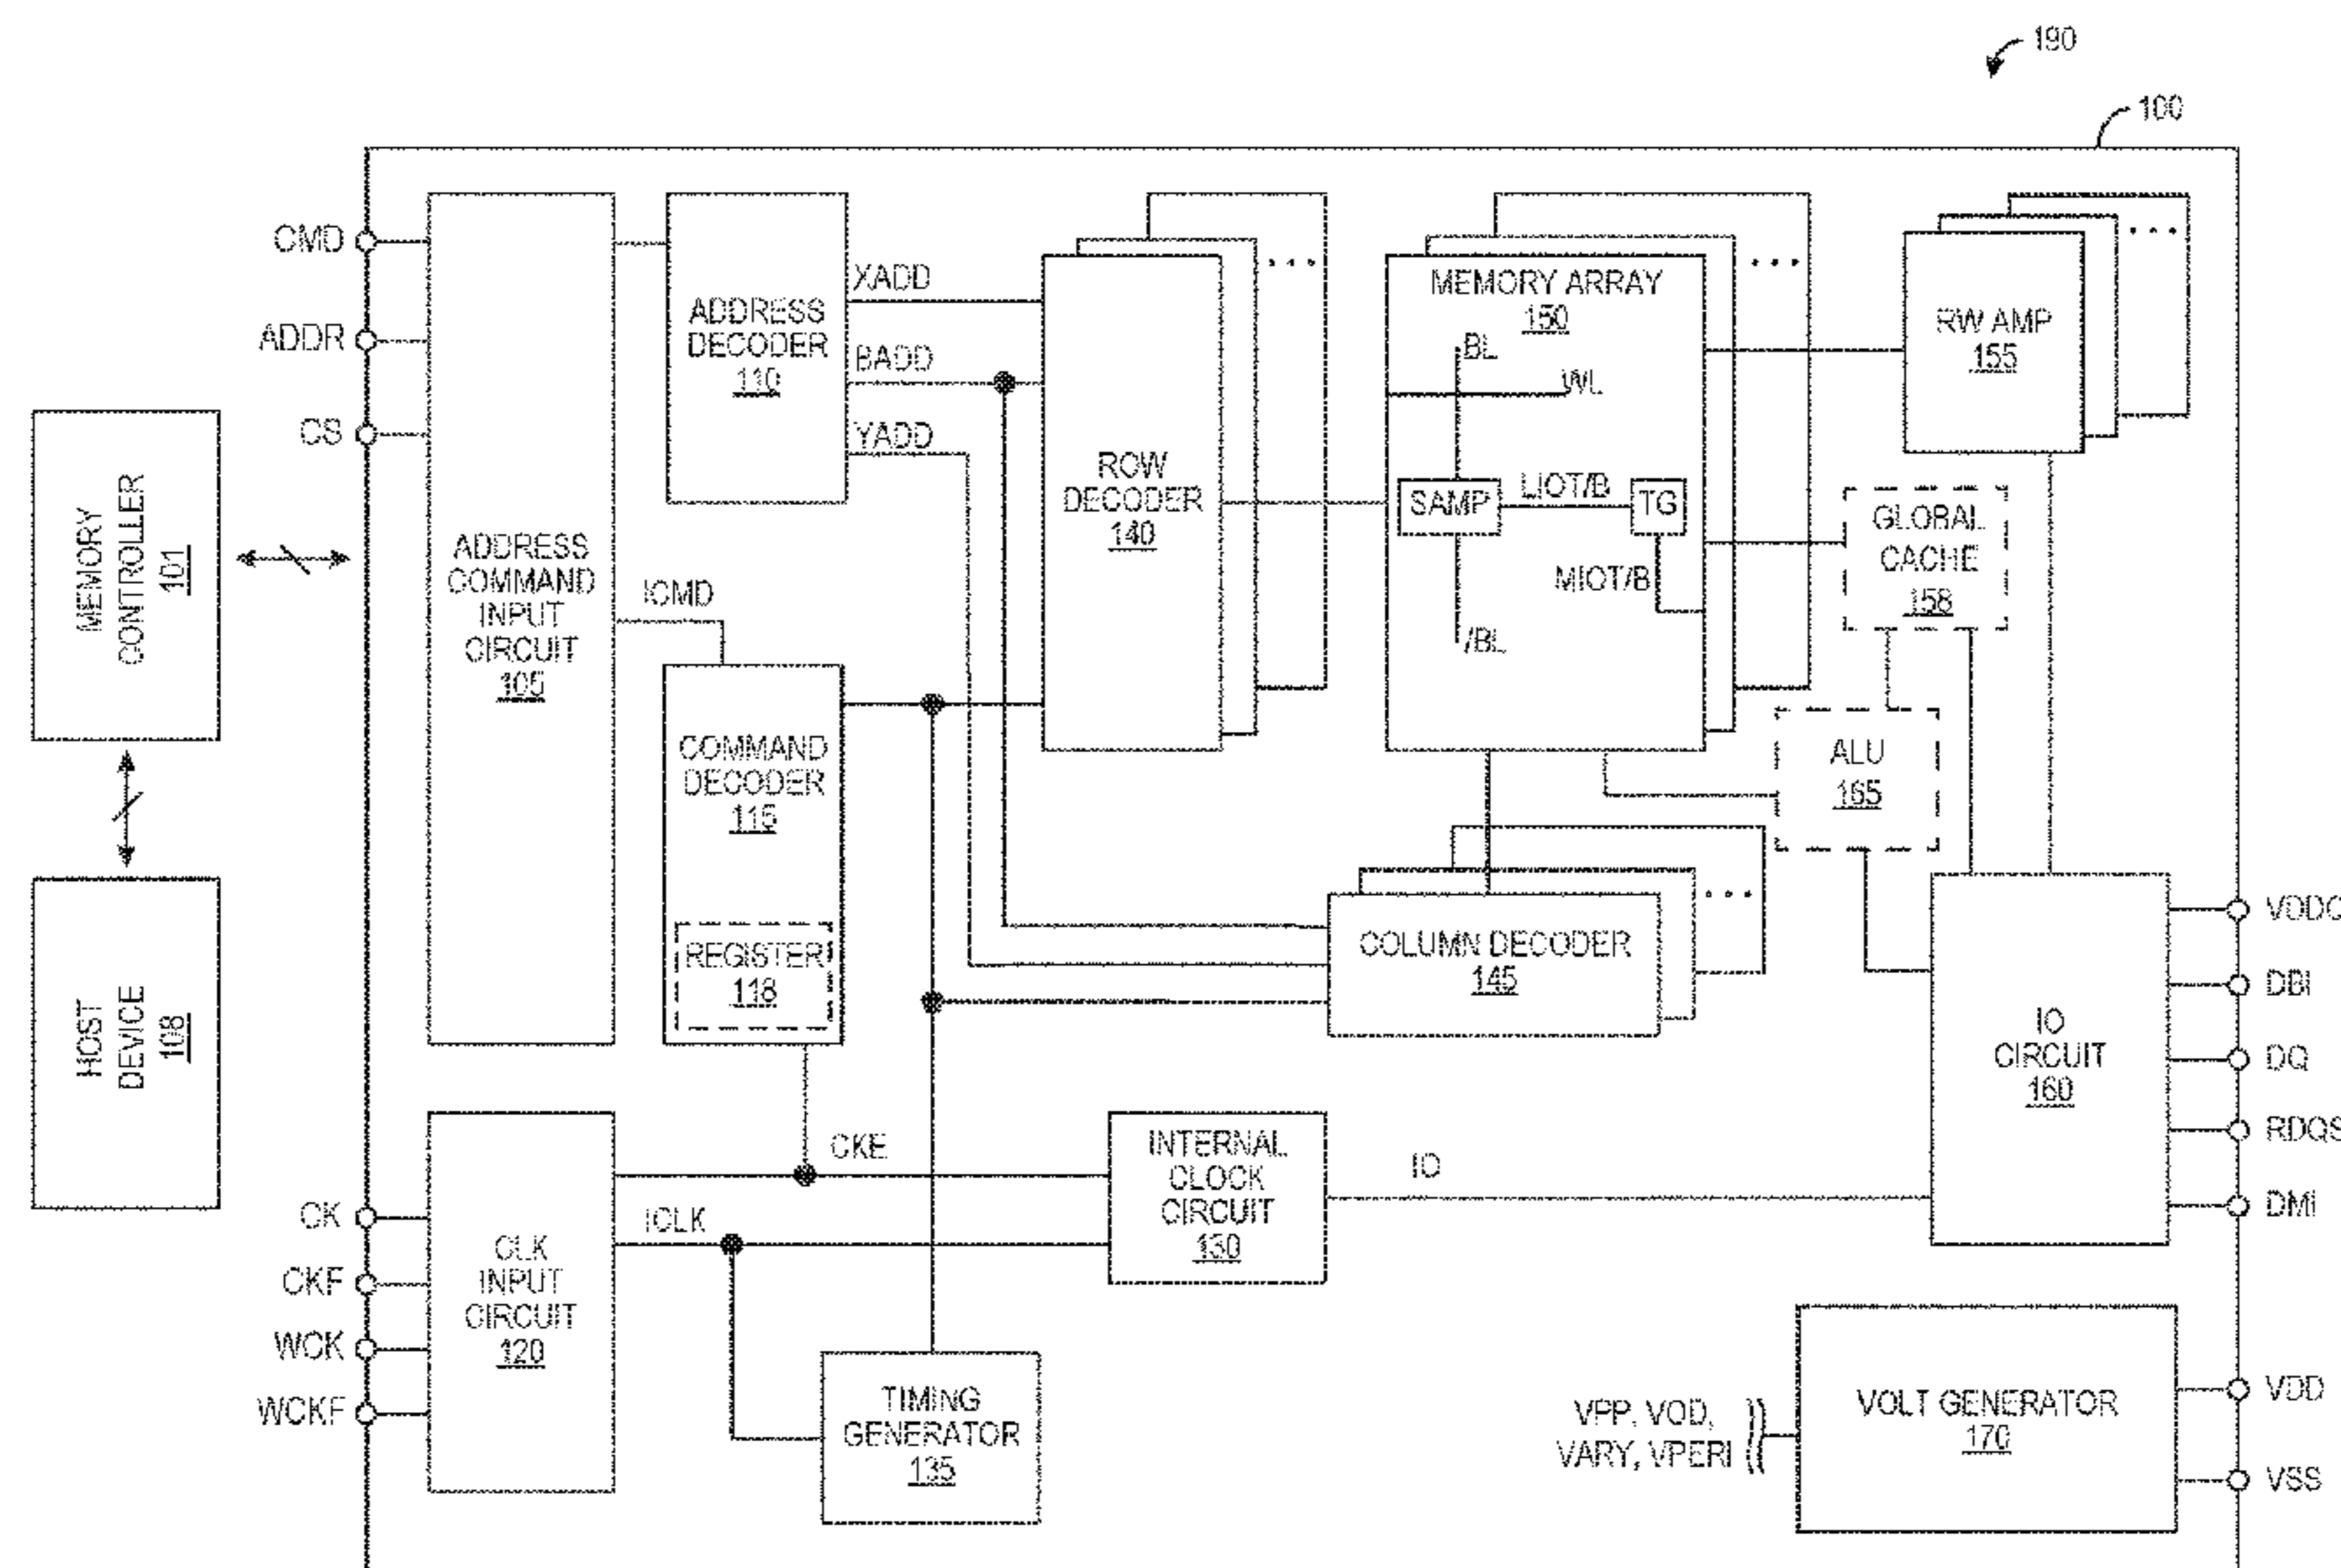 190
100
CMD
ADDR
CS
MEMORY
CONTROLLER
101
HOST
DEVICE
108
ADDRESS
COMMAND
INPUT
CIRCUIT
105
ADDRESS
DECODER
110
XADD
BADD
YADD
ICMD
COMMAND
DECODER
115
REGISTER
118
ROW
DECODER
140
...
MEMORY ARRAY
150
BL
WL
SAMP
LIOT/B
TG
MIOT/B
/BL
...
RW AMP
155
...
GLOBAL
CACHE
158
ALU
165
COLUMN DECODER
145
...
IO
CIRCUIT
160
VDDQ
DBI
DQ
RDQS
DMI
CK
CKF
WCK
WCKF
CLK
INPUT
CIRCUIT
120
CKE
ICLK
INTERNAL
CLOCK
CIRCUIT
130
IO
TIMING
GENERATOR
135
VPP, VOD,
VARY, VPERI
VOLT GENERATOR
170
VDD
VSS